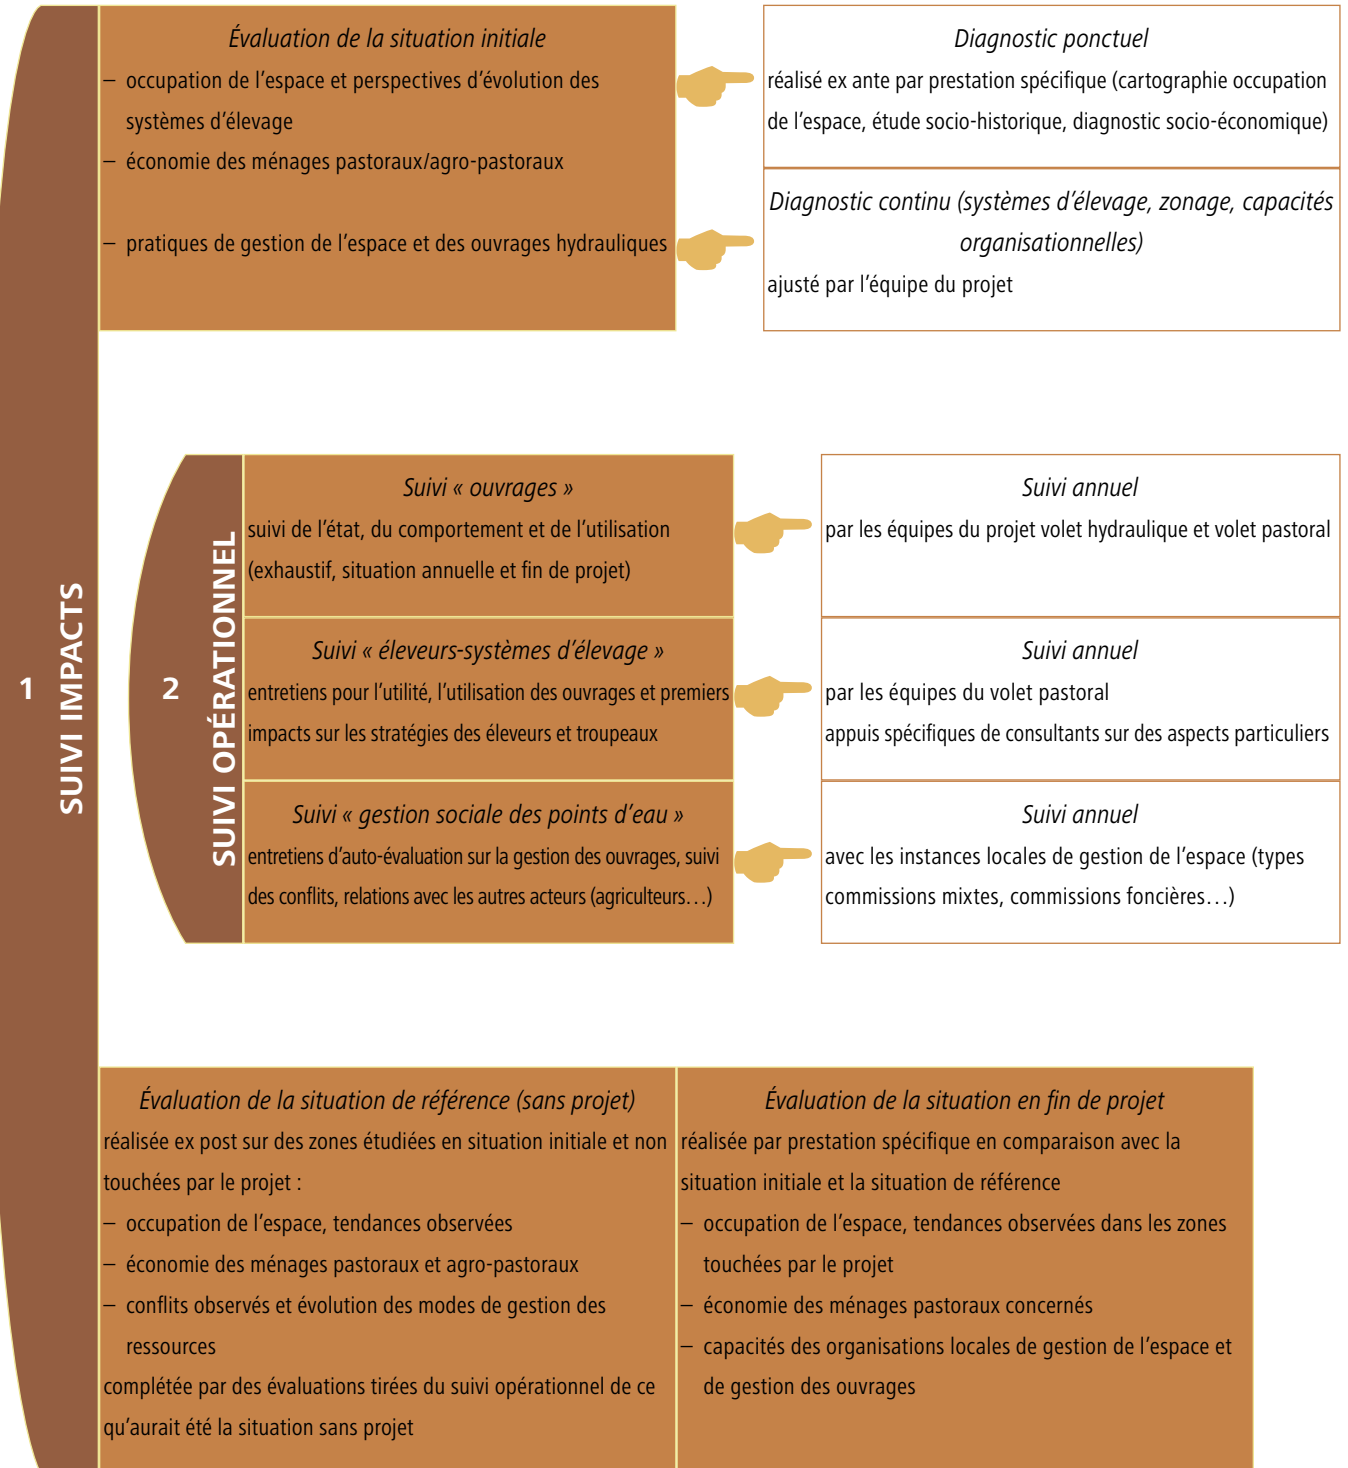 Évaluation de la situation initiale
– occupation de l’espace et perspectives d’évolution des
systèmes d’élevage
– économie des ménages pastoraux/agro-pastoraux
– pratiques de gestion de l’espace et des ouvrages hydrauliques
Diagnostic ponctuel
réalisé ex ante par prestation spécifique (cartographie occupation
de l’espace, étude socio-historique, diagnostic socio-économique)
Diagnostic continu (systèmes d’élevage, zonage, capacités
organisationnelles)
ajusté par l’équipe du projet
1
SUIVI IMPACTS
2
SUIVI OPÉRATIONNEL
Suivi « ouvrages »
suivi de l’état, du comportement et de l’utilisation
(exhaustif, situation annuelle et fin de projet)
Suivi annuel
par les équipes du projet volet hydraulique et volet pastoral
Suivi « éleveurs-systèmes d’élevage »
entretiens pour l’utilité, l’utilisation des ouvrages et premiers
impacts sur les stratégies des éleveurs et troupeaux
Suivi annuel
par les équipes du volet pastoral
appuis spécifiques de consultants sur des aspects particuliers
Suivi « gestion sociale des points d’eau »
entretiens d’auto-évaluation sur la gestion des ouvrages, suivi
des conflits, relations avec les autres acteurs (agriculteurs…)
Suivi annuel
avec les instances locales de gestion de l’espace (types
commissions mixtes, commissions foncières…)
Évaluation de la situation de référence (sans projet)
réalisée ex post sur des zones étudiées en situation initiale et non
touchées par le projet :
– occupation de l’espace, tendances observées
– économie des ménages pastoraux et agro-pastoraux
– conflits observés et évolution des modes de gestion des
ressources
complétée par des évaluations tirées du suivi opérationnel de ce
qu’aurait été la situation sans projet
Évaluation de la situation en fin de projet
réalisée par prestation spécifique en comparaison avec la
situation initiale et la situation de référence
– occupation de l’espace, tendances observées dans les zones
touchées par le projet
– économie des ménages pastoraux concernés
– capacités des organisations locales de gestion de l’espace et
de gestion des ouvrages